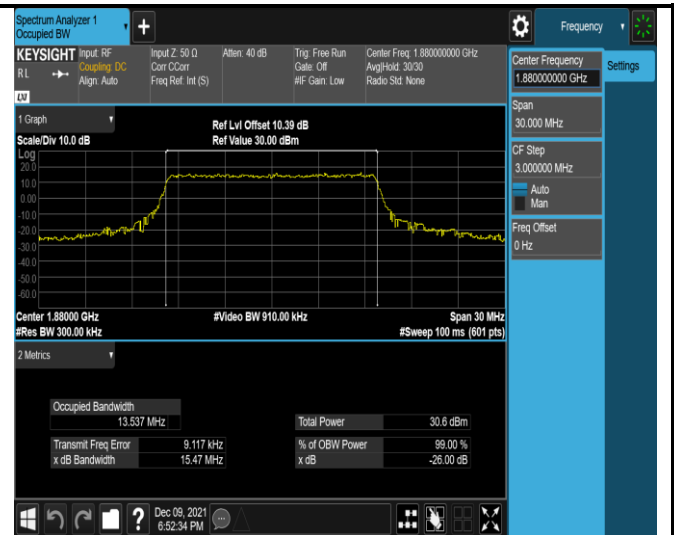 Spectrum Analyzer 1
Occupied BW
+
Frequency
KEYSIGHT
RL
LXI
Input: RF
Coupling: DC
Align: Auto
Input Z: 50 Ω
Corr CCorr
Freq Ref: Int (S)
Atten: 40 dB
Trig: Free Run
Gate: Off
#IF Gain: Low
Center Freq: 1.880000000 GHz
Avg|Hold: 30/30
Radio Std: None
Center Frequency
1.880000000 GHz
Settings
Span
30.000 MHz
CF Step
3.000000 MHz
Auto
Man
Freq Offset
0 Hz
1 Graph
Scale/Div 10.0 dB
Ref Lvl Offset 10.39 dB
Ref Value 30.00 dBm
Log
20.0
10.0
0.00
-10.0
-20.0
-30.0
-40.0
-50.0
-60.0
Center 1.88000 GHz
#Video BW 910.00 kHz
Span 30 MHz
#Res BW 300.00 kHz
#Sweep 100 ms (601 pts)
2 Metrics
Occupied Bandwidth
13.537 MHz
Total Power 30.6 dBm
Transmit Freq Error 9.117 kHz
% of OBW Power 99.00 %
x dB Bandwidth 15.47 MHz
x dB -26.00 dB
?
Dec 09, 2021
6:52:34 PM